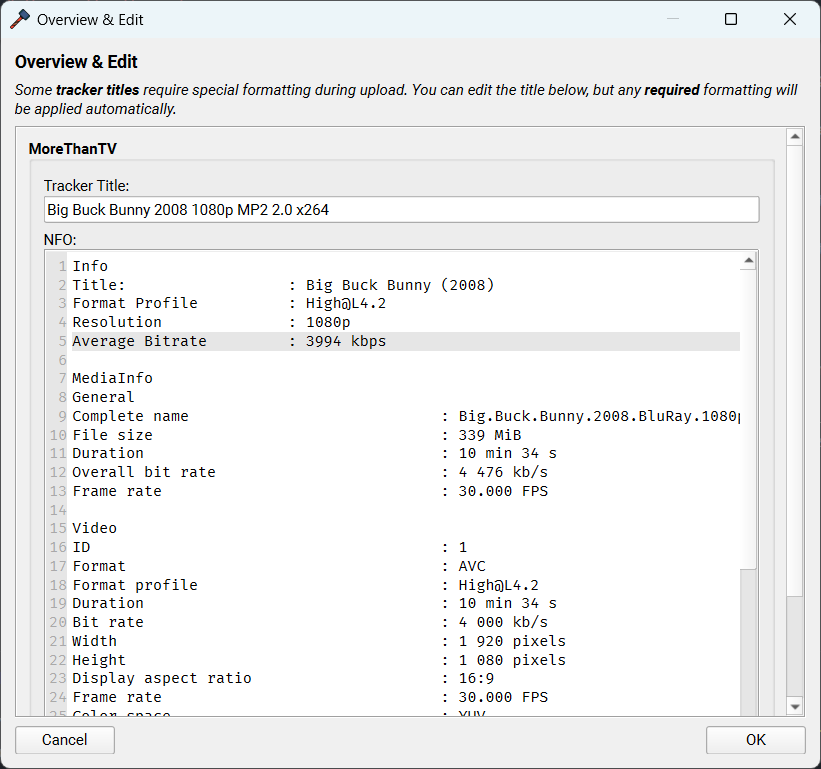 Overview & Edit
Overview & Edit
Some tracker titles require special formatting during upload. You can edit the title below, but any required formatting will
be applied automatically.
MoreThanTV
Tracker Title:
Big Buck Bunny 2008 1080p MP2 2.0 x264
NFO:
1 Info
2 Title: : Big Buck Bunny (2008)
3 Format Profile : High@L4.2
4 Resolution : 1080p
5 Average Bitrate : 3994 kbps
6
7 MediaInfo
8 General
9 Complete name : Big.Buck.Bunny.2008.BluRay.1080p
10 File size : 339 MiB
11 Duration : 10 min 34 s
12 Overall bit rate : 4 476 kb/s
13 Frame rate : 30.000 FPS
14
15 Video
16 ID : 1
17 Format : AVC
18 Format profile : High@L4.2
19 Duration : 10 min 34 s
20 Bit rate : 4 000 kb/s
21 Width : 1 920 pixels
22 Height : 1 080 pixels
23 Display aspect ratio : 16:9
24 Frame rate : 30.000 FPS
25 Color space : YUV
Cancel OK